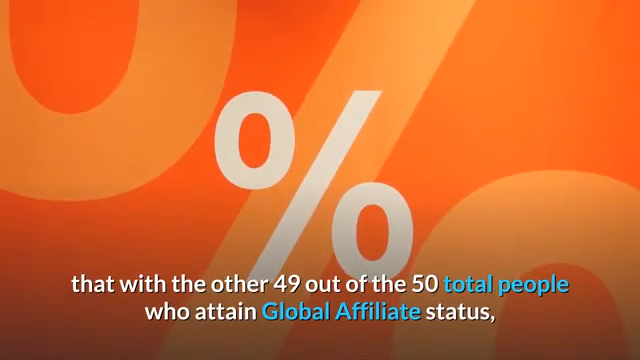 %
that with the other 49 out of the 50 total people
who attain Global Affiliate status,